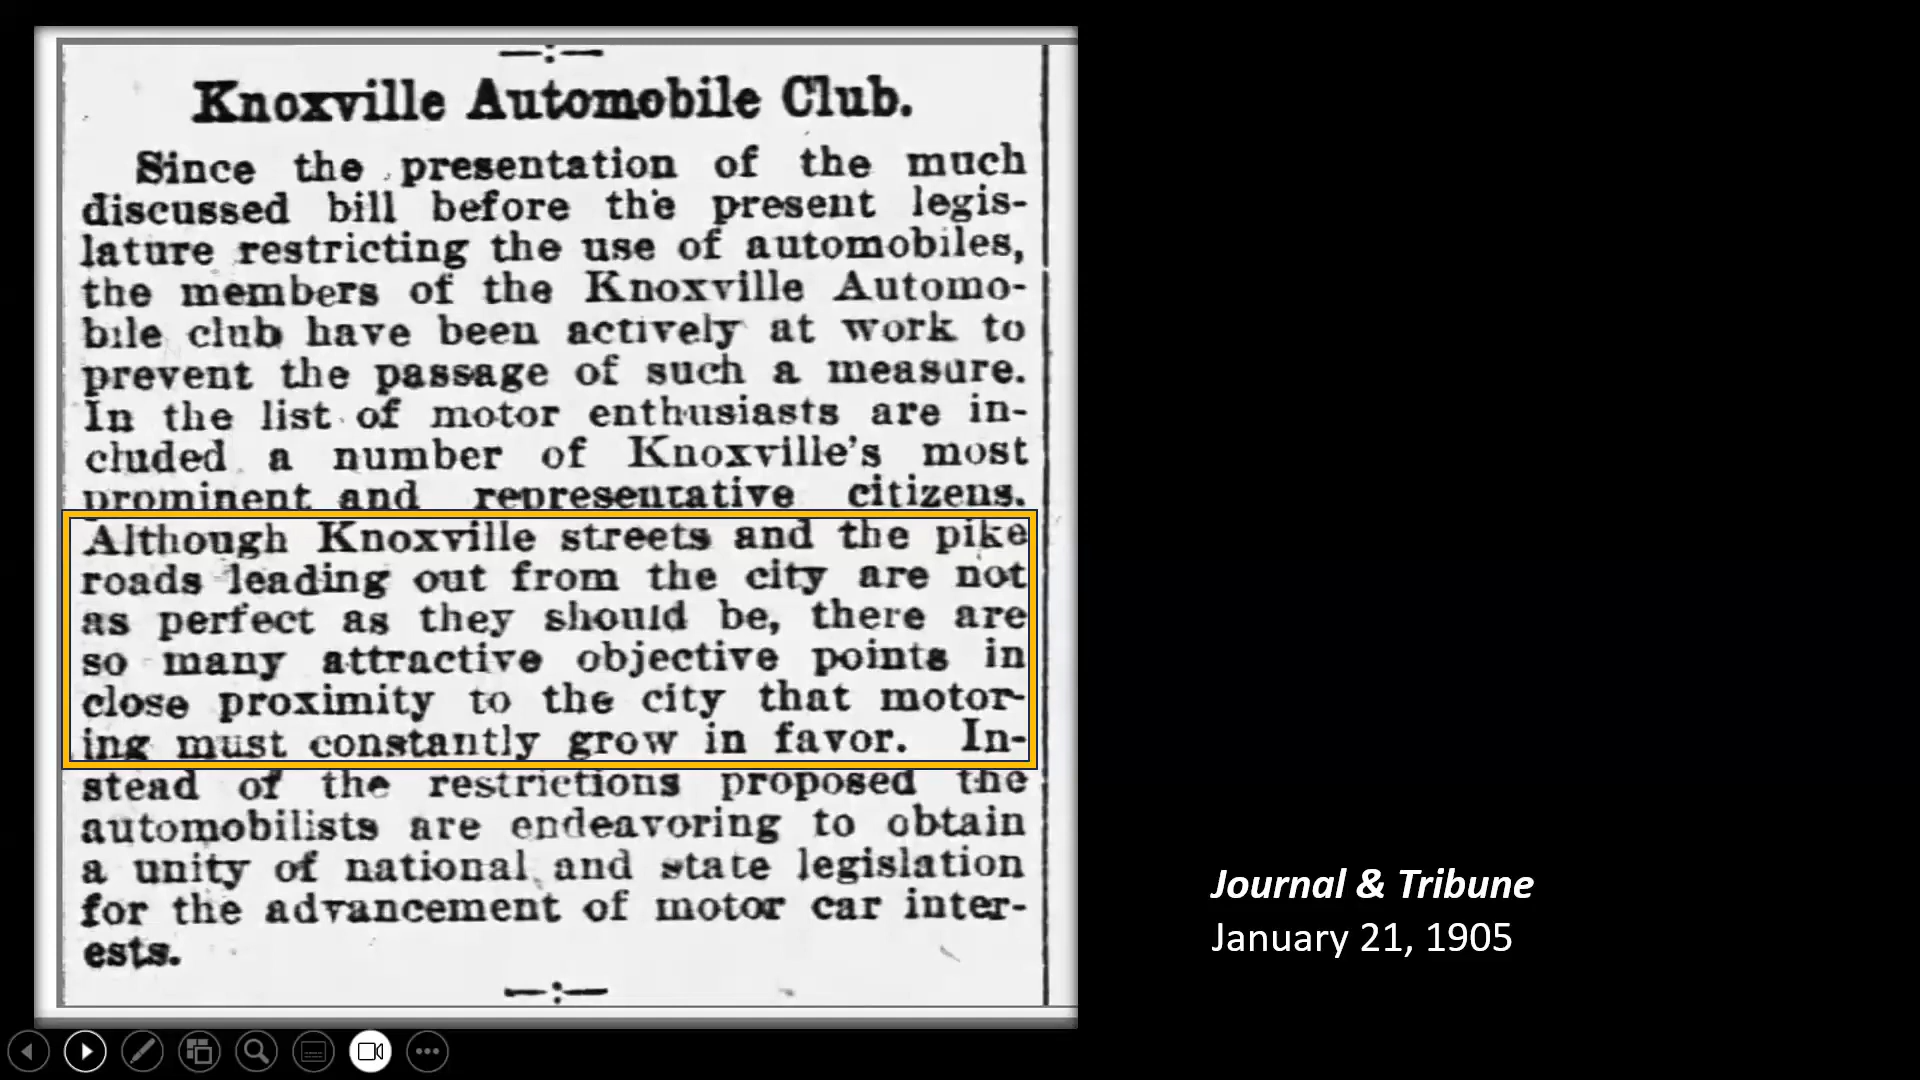 Knoxville Automobile Club.
Since the presentation of the much
discussed bill before the present legis-
lature restricting the use of automobiles,
the members of the Knoxville Automo-
bile club have been actively at work to
prevent the passage of such a measure.
In the list of motor enthusiasts are in-
cluded a number of Knoxville's most
prominent and representative citizens.
Although Knoxville streets and the pike
roads leading out from the city are not
as perfect as they should be, there are
so many attractive objective points in
close proximity to the city that motor-
ing must constantly grow in favor. In-
stead of the restrictions proposed the
automobilists are endeavoring to obtain
a unity of national and state legislation
for the advancement of motor car inter-
ests.
Journal & Tribune
January 21, 1905